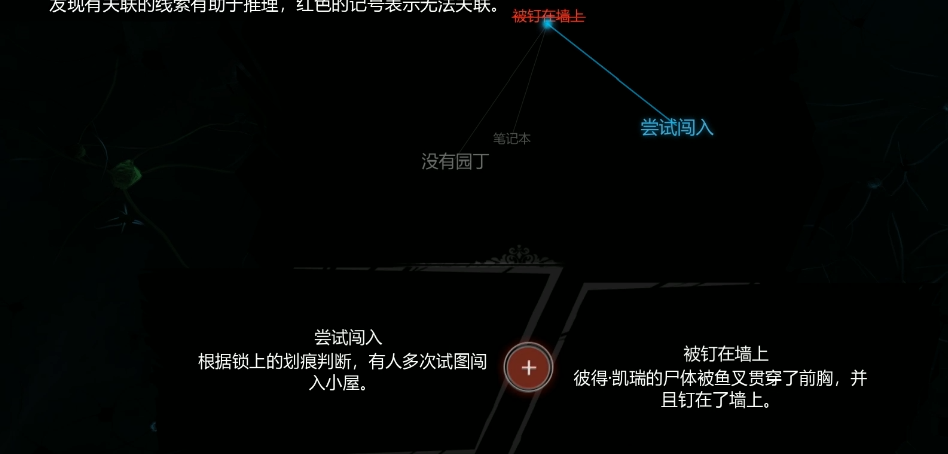 发现有关联的线索有助于推理，红色的记号表示无法关联。
被钉在墙上
尝试闯入
笔记本
没有园丁
尝试闯入
根据锁上的划痕判断，有人多次试图闯
入小屋。
被钉在墙上
彼得·凯瑞的尸体被鱼叉贯穿了前胸，并
且钉在了墙上。